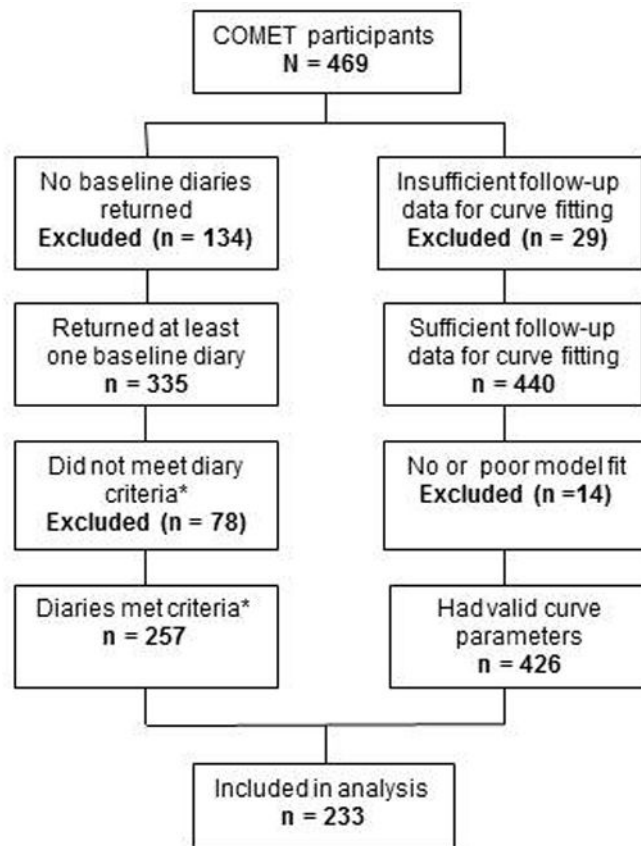 COMET participants
N = 469
No baseline diaries
returned
Excluded (n = 134)
Insufficient follow-up
data for curve fitting
Excluded (n = 29)
Returned at least
one baseline diary
n = 335
Sufficient follow-up
data for curve fitting
n = 440
Did not meet diary
criteria*
Excluded (n = 78)
No or poor model fit
Excluded (n =14)
Diaries met criteria*
n = 257
Had valid curve
parameters
n = 426
Included in analysis
n = 233